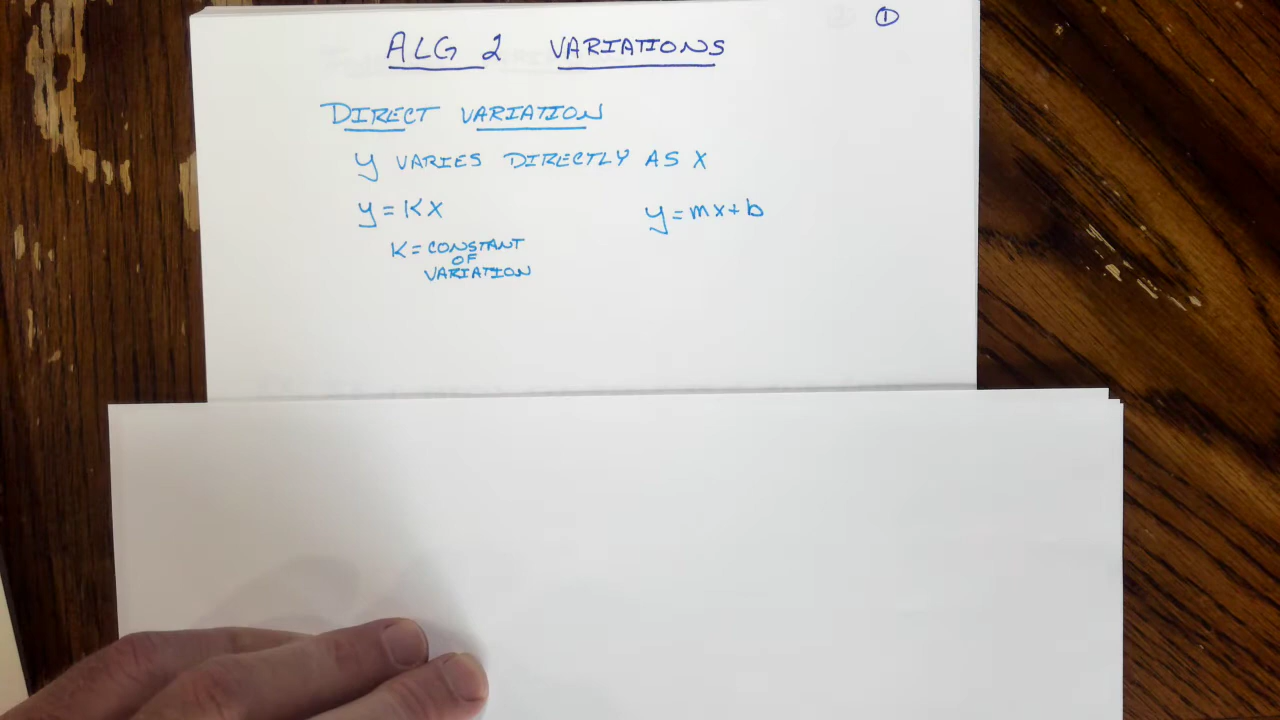 ①
ALG 2 VARIATIONS
DIRECT VARIATION
y VARIES DIRECTLY AS X
y = KX
y = mx + b
K = CONSTANT
OF
VARIATION